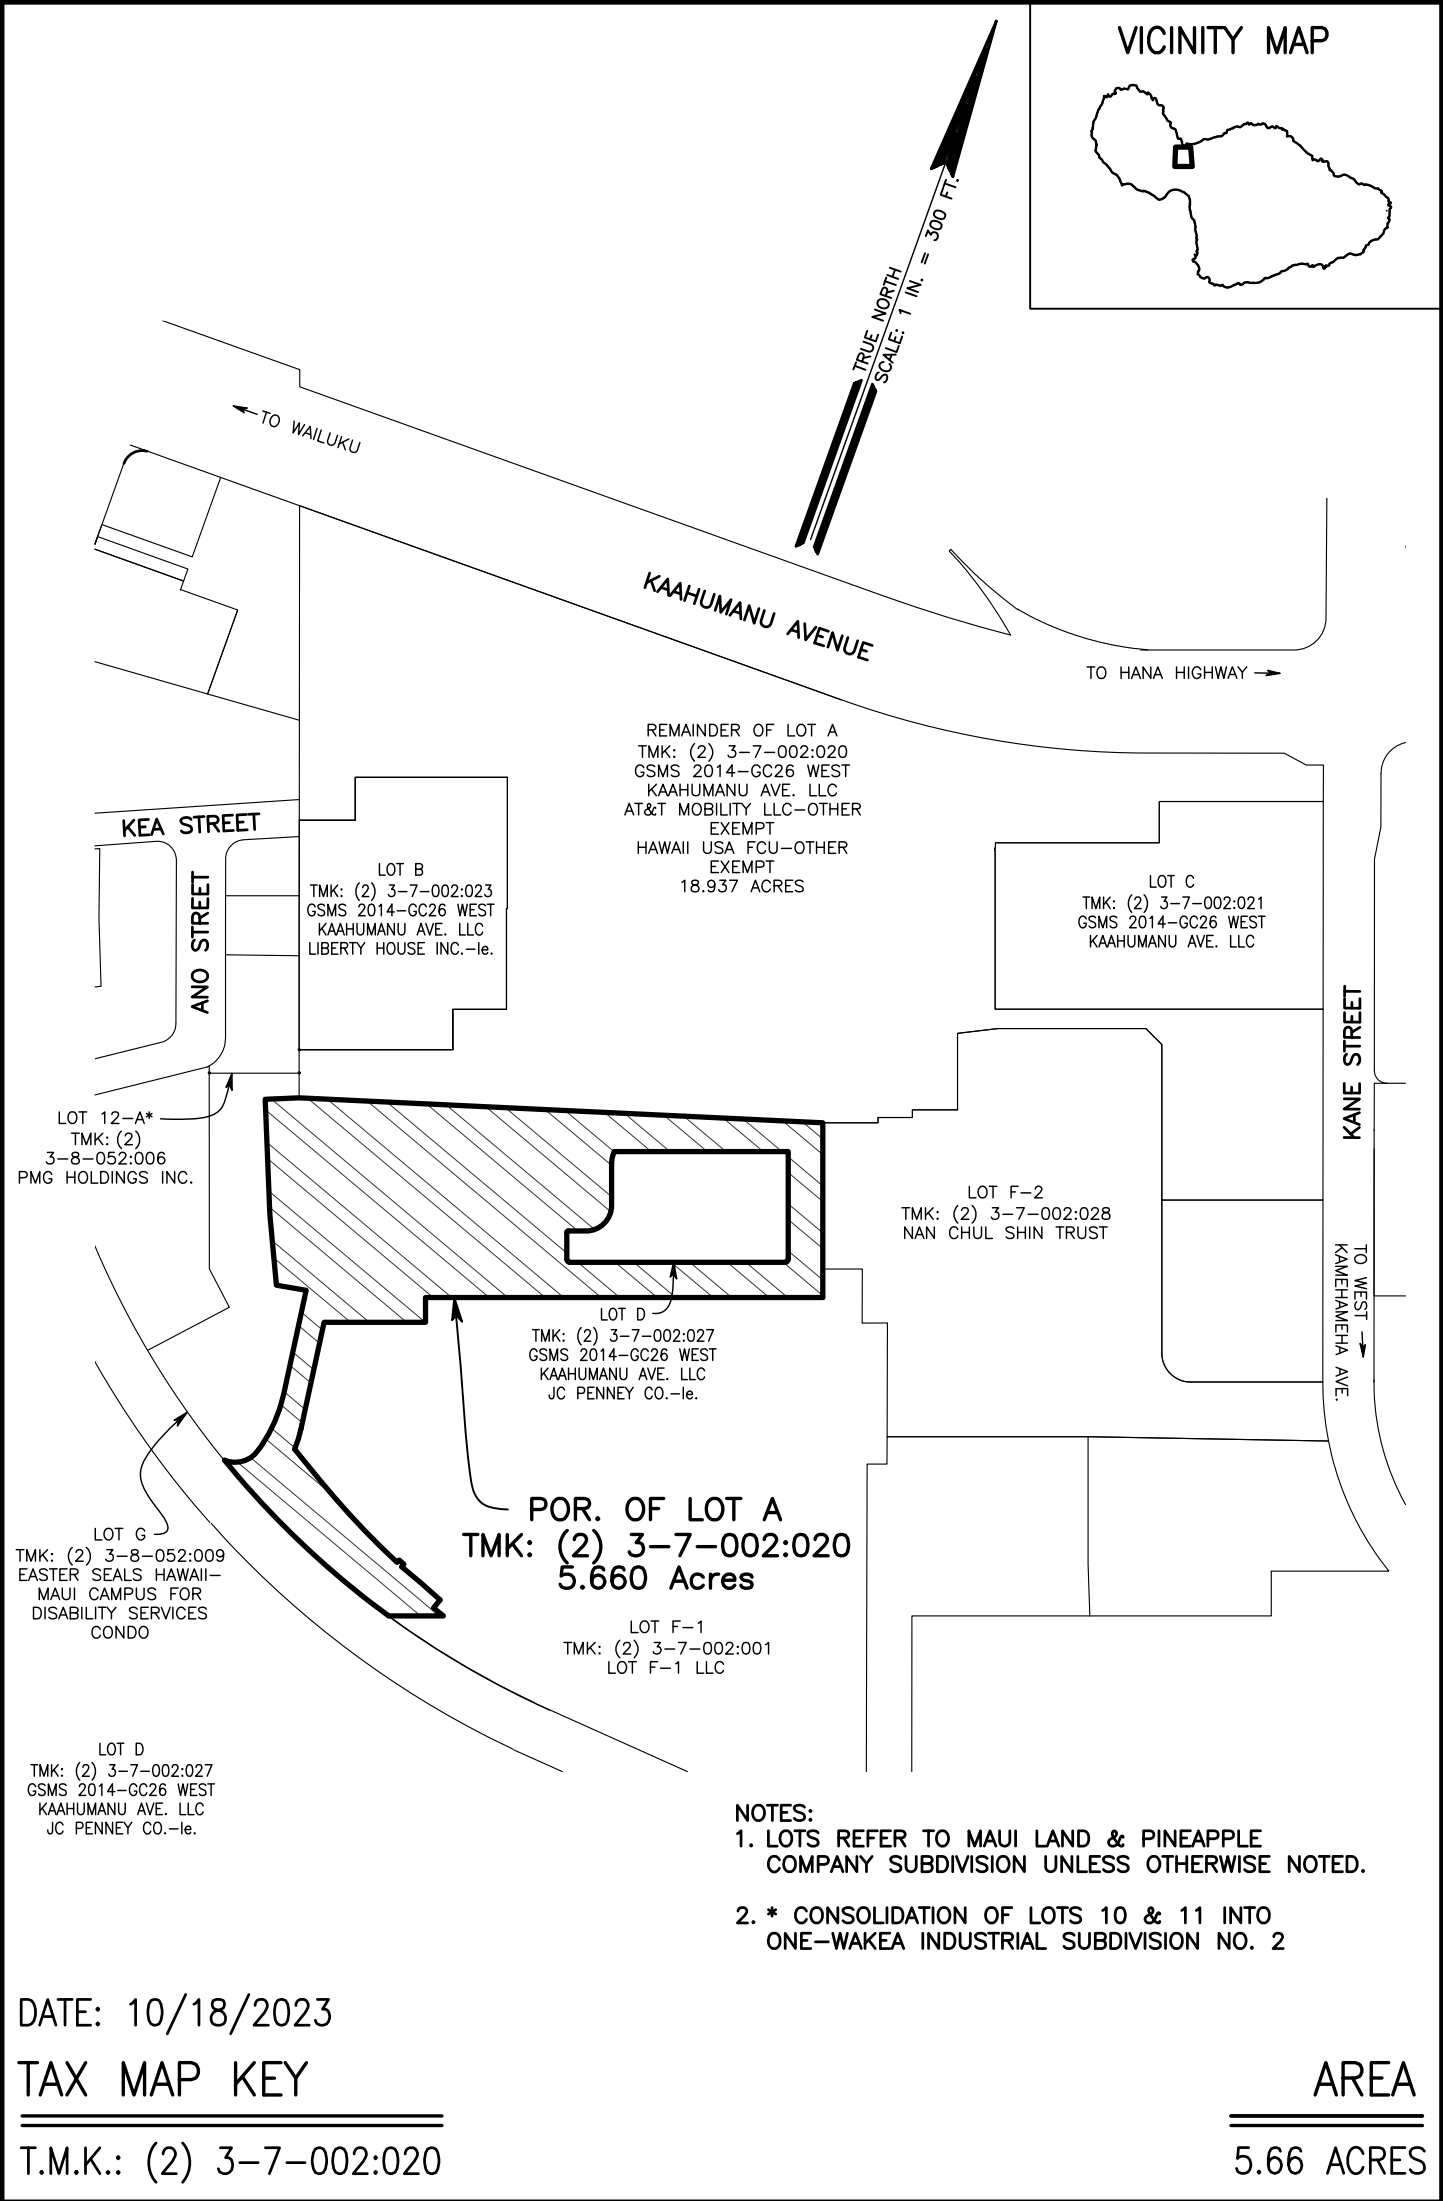 VICINITY MAP
TRUE NORTH
SCALE: 1 IN. = 300 FT.
TO WAILUKU
KAAHUMANU AVENUE
TO HANA HIGHWAY
REMAINDER OF LOT A
TMK: (2) 3-7-002:020
GSMS 2014-GC26 WEST
KAAHUMANU AVE. LLC
AT&T MOBILITY LLC-OTHER
EXEMPT
HAWAII USA FCU-OTHER
EXEMPT
18.937 ACRES
KEA STREET
ANO STREET
LOT B
TMK: (2) 3-7-002:023
GSMS 2014-GC26 WEST
KAAHUMANU AVE. LLC
LIBERTY HOUSE INC.-le.
LOT C
TMK: (2) 3-7-002:021
GSMS 2014-GC26 WEST
KAAHUMANU AVE. LLC
KANE STREET
LOT 12-A*
TMK: (2)
3-8-052:006
PMG HOLDINGS INC.
LOT F-2
TMK: (2) 3-7-002:028
NAN CHUL SHIN TRUST
TO WEST
KAMEHAMEHA AVE.
LOT D
TMK: (2) 3-7-002:027
GSMS 2014-GC26 WEST
KAAHUMANU AVE. LLC
JC PENNEY CO.-le.
POR. OF LOT A
TMK: (2) 3-7-002:020
5.660 Acres
LOT G
TMK: (2) 3-8-052:009
EASTER SEALS HAWAII-
MAUI CAMPUS FOR
DISABILITY SERVICES
CONDO
LOT F-1
TMK: (2) 3-7-002:001
LOT F-1 LLC
LOT D
TMK: (2) 3-7-002:027
GSMS 2014-GC26 WEST
KAAHUMANU AVE. LLC
JC PENNEY CO.-le.
NOTES:
1. LOTS REFER TO MAUI LAND & PINEAPPLE
COMPANY SUBDIVISION UNLESS OTHERWISE NOTED.
2. * CONSOLIDATION OF LOTS 10 & 11 INTO
ONE-WAKEA INDUSTRIAL SUBDIVISION NO. 2
DATE: 10/18/2023
TAX MAP KEY
T.M.K.: (2) 3-7-002:020
AREA
5.66 ACRES